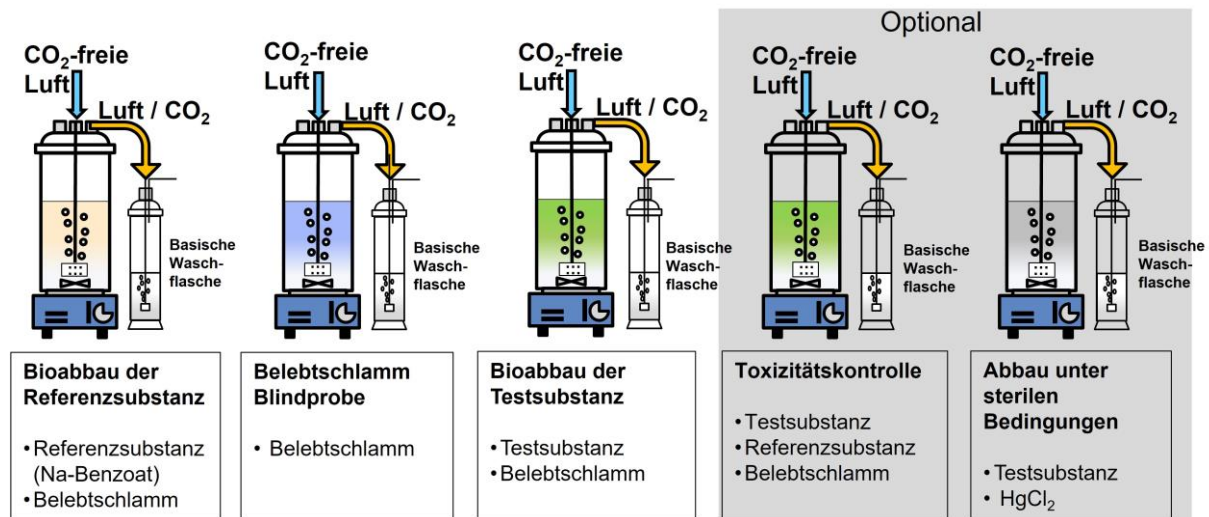 Optional
CO₂-freie
Luft
Luft / CO₂
Basische
Wasch-
flasche
CO₂-freie
Luft
Luft / CO₂
Basische
Wasch-
flasche
CO₂-freie
Luft
Luft / CO₂
Basische
Wasch-
flasche
CO₂-freie
Luft
Luft / CO₂
Basische
Wasch-
flasche
CO₂-freie
Luft
Luft / CO₂
Basische
Wasch-
flasche
Bioabbau der
Referenzsubstanz
• Referenzsubstanz
(Na-Benzoat)
• Belebtschlamm
Belebtschlamm
Blindprobe
• Belebtschlamm
Bioabbau der
Testsubstanz
• Testsubstanz
• Belebtschlamm
Toxizitätskontrolle
• Testsubstanz
• Referenzsubstanz
• Belebtschlamm
Abbau unter
sterilen
Bedingungen
• Testsubstanz
• HgCl₂